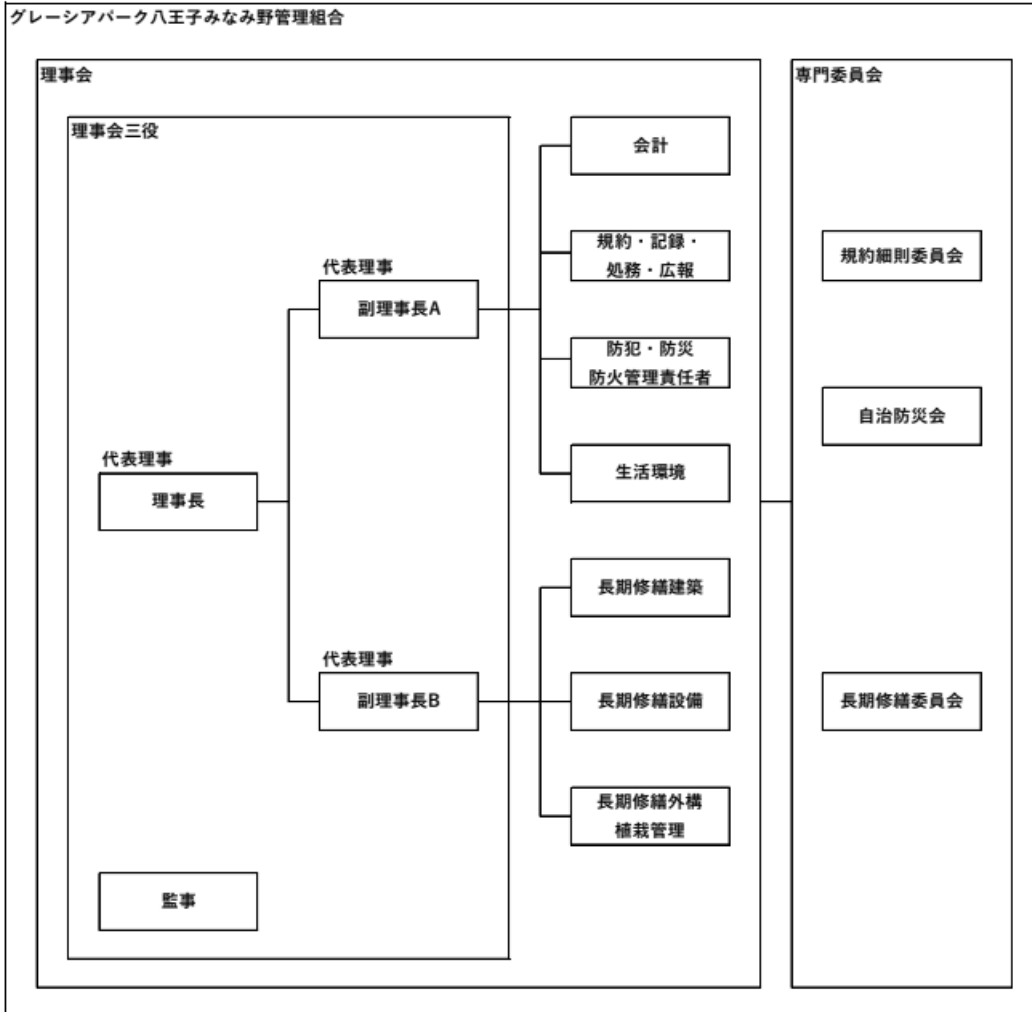 グレーシアパーク八王子みなみ野管理組合
理事会
理事会三役
代表理事
理事長
代表理事
副理事長A
代表理事
副理事長B
監事
会計
規約・記録・
処務・広報
防犯・防災
防火管理責任者
生活環境
長期修繕建築
長期修繕設備
長期修繕外構
植栽管理
専門委員会
規約細則委員会
自治防災会
長期修繕委員会